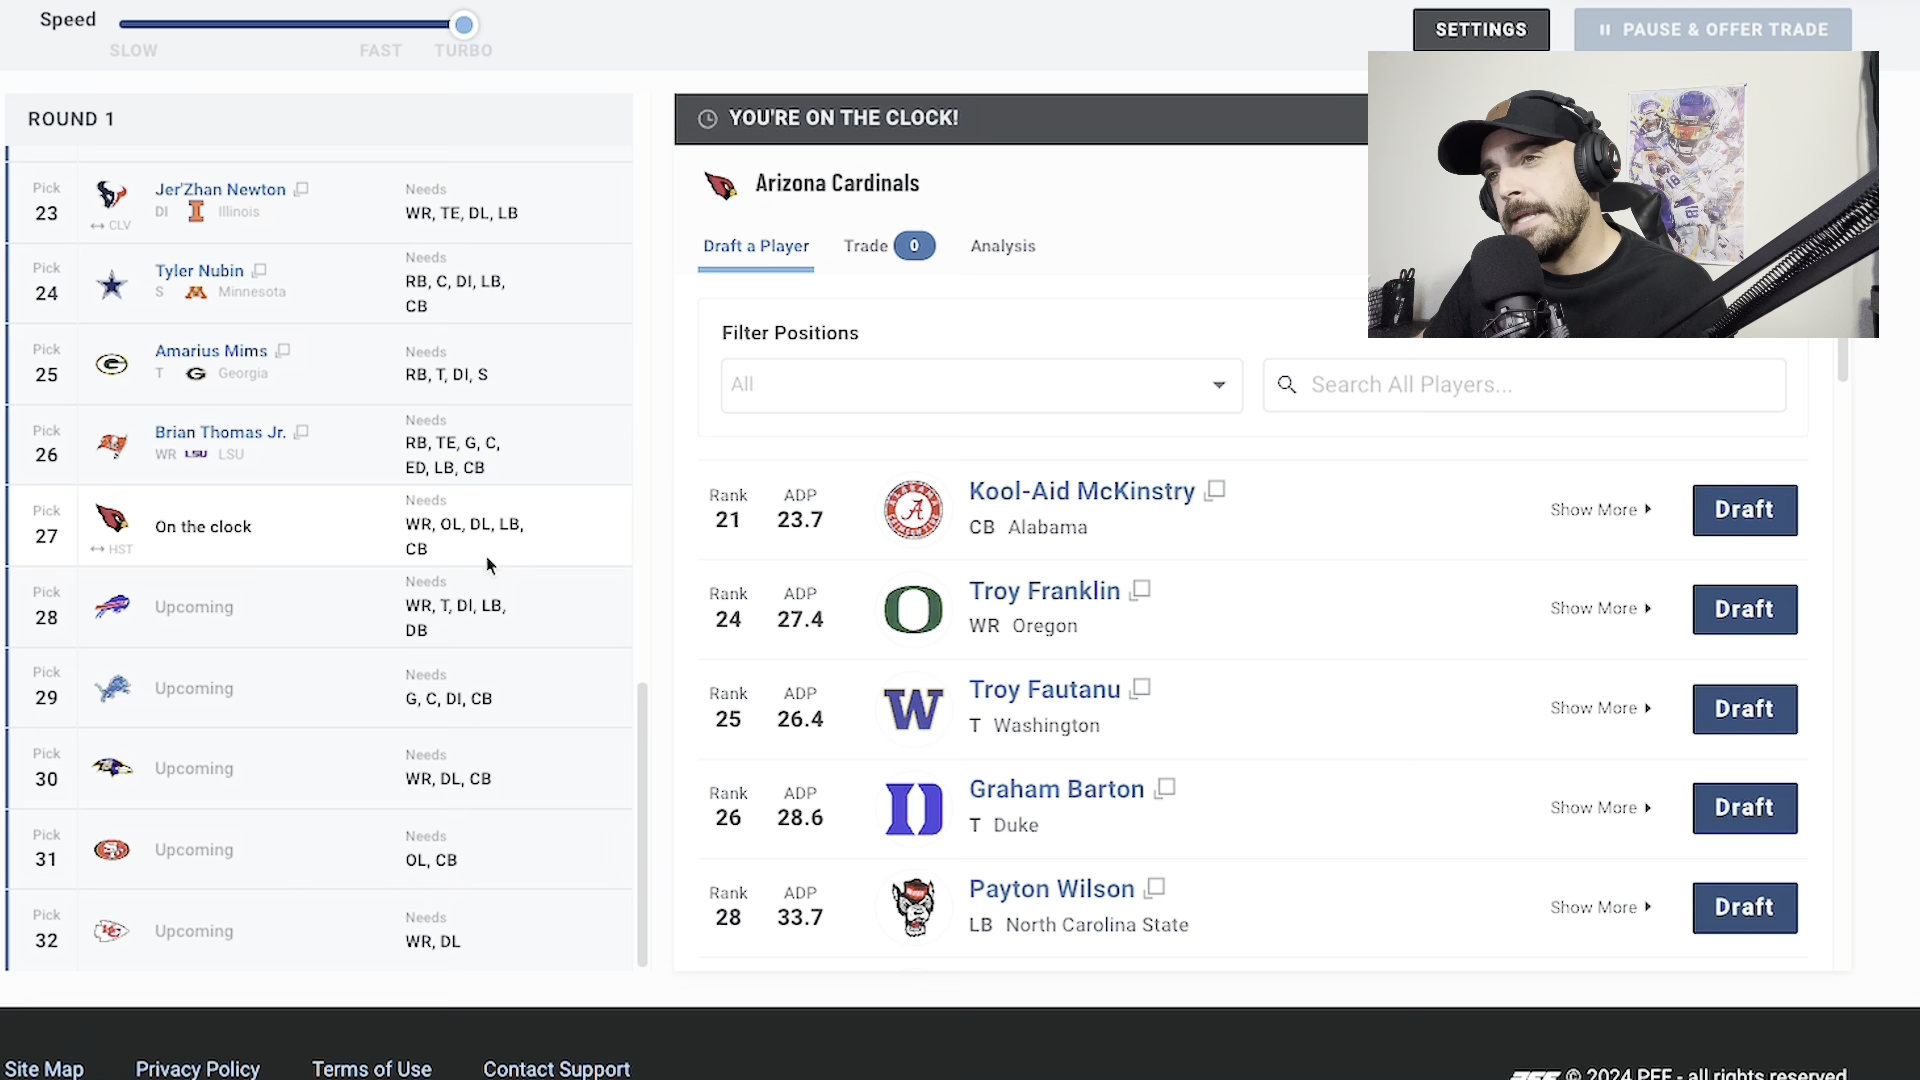 Speed
SLOW FAST TURBO
SETTINGS
PAUSE & OFFER TRADE
ROUND 1
Pick
23
CLV
Jer'Zhan Newton
DI Illinois
Needs
WR, TE, DL, LB
Pick
24
Tyler Nubin
S Minnesota
Needs
RB, C, DI, LB,
CB
Pick
25
Amarius Mims
T Georgia
Needs
RB, T, DI, S
Pick
26
Brian Thomas Jr.
WR LSU LSU
Needs
RB, TE, G, C,
ED, LB, CB
Pick
27
HST
On the clock
Needs
WR, OL, DL, LB,
CB
Pick
28
Upcoming
Needs
WR, T, DI, LB,
DB
Pick
29
Upcoming
Needs
G, C, DI, CB
Pick
30
Upcoming
Needs
WR, DL, CB
Pick
31
Upcoming
Needs
OL, CB
Pick
32
Upcoming
Needs
WR, DL
YOU'RE ON THE CLOCK!
Arizona Cardinals
Draft a Player
Trade 0
Analysis
Filter Positions
All
Search All Players...
Rank
21
ADP
23.7
Kool-Aid McKinstry
CB Alabama
Show More
Draft
Rank
24
ADP
27.4
Troy Franklin
WR Oregon
Show More
Draft
Rank
25
ADP
26.4
Troy Fautanu
T Washington
Show More
Draft
Rank
26
ADP
28.6
Graham Barton
T Duke
Show More
Draft
Rank
28
ADP
33.7
Payton Wilson
LB North Carolina State
Show More
Draft
Site Map Privacy Policy Terms of Use Contact Support
PFF © 2024 PFF - all rights reserved